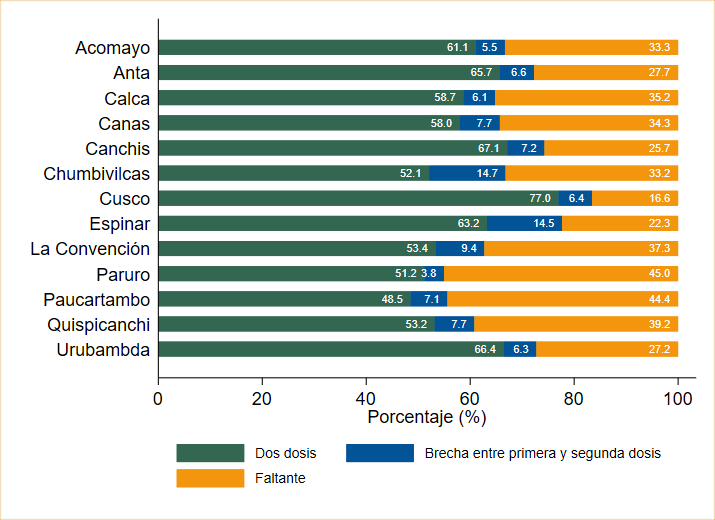 Acomayo 61.1 5.5 33.3
Anta 65.7 6.6 27.7
Calca 58.7 6.1 35.2
Canas 58.0 7.7 34.3
Canchis 67.1 7.2 25.7
Chumbivilcas 52.1 14.7 33.2
Cusco 77.0 6.4 16.6
Espinar 63.2 14.5 22.3
La Convención 53.4 9.4 37.3
Paruro 51.2 3.8 45.0
Paucartambo 48.5 7.1 44.4
Quispicanchi 53.2 7.7 39.2
Urubambda 66.4 6.3 27.2
0 20 40 60 80 100
Porcentaje (%)
Dos dosis Brecha entre primera y segunda dosis
Faltante